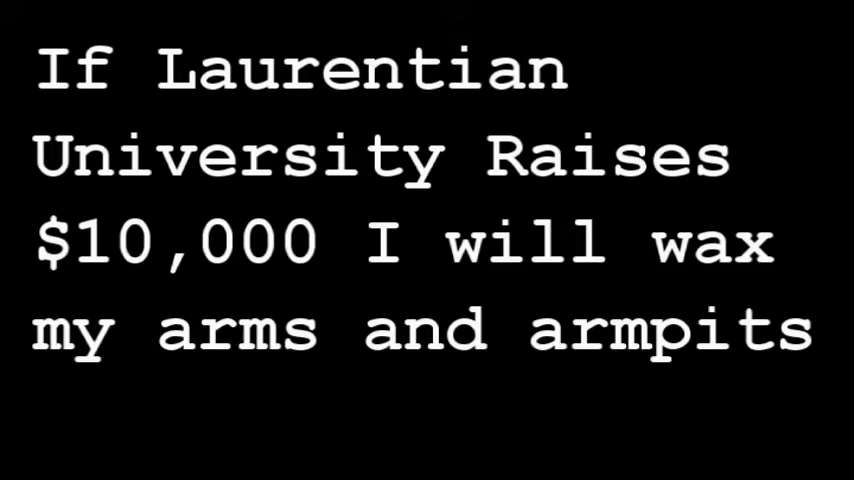 If Laurentian
University Raises
$10,000 I will wax
my arms and armpits